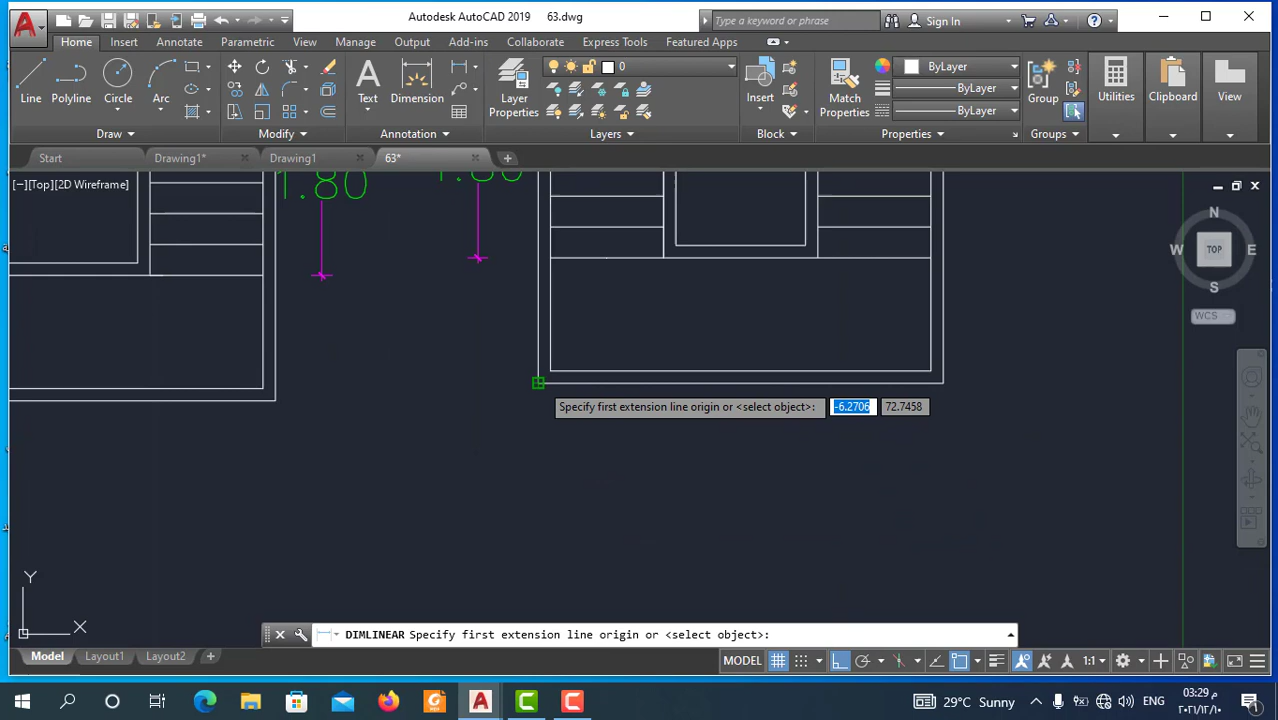 Autodesk AutoCAD 2019 63.dwg
Type a keyword or phrase
Sign In
Home Insert Annotate Parametric View Manage Output Add-ins Collaborate Express Tools Featured Apps
0
ByLayer
ByLayer
ByLayer
Line Polyline Circle Arc
Text Dimension
Layer Properties
Insert
Match Properties
Group
Utilities
Clipboard
View
Draw Modify Annotation Layers Block Properties Groups
Start Drawing1* Drawing1 63*
[−][Top][2D Wireframe]
1.80
N
W TOP E
S
WCS
Specify first extension line origin or <select object>: -6.2706 72.7458
Y
X
DIMLINEAR Specify first extension line origin or <select object>:
Model Layout1 Layout2
MODEL 1:1
29°C Sunny
ENG
03:29 م
٢٠٢١/١٢/١٠
1